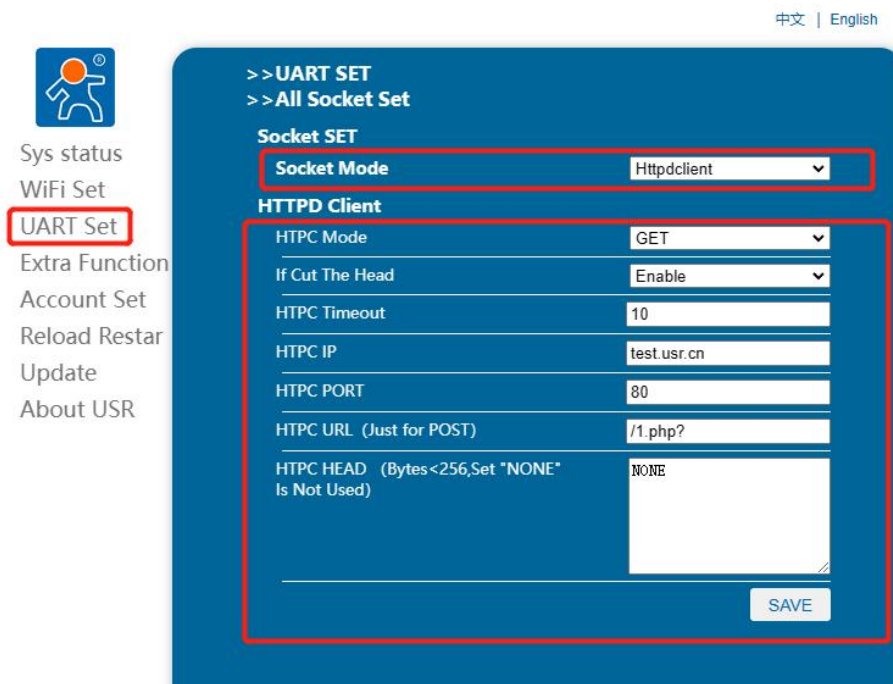 中文 | English
®
>>UART SET
>>All Socket Set
Socket SET
Sys status
Socket Mode
Httpdclient
WiFi Set
HTTPD Client
UART Set
HTPC Mode
GET
Extra Function
If Cut The Head
Enable
Account Set
HTPC Timeout
10
Reload Restar
HTPC IP
test.usr.cn
Update
HTPC PORT
80
About USR
HTPC URL (Just for POST)
/1.php?
HTPC HEAD (Bytes<256,Set "NONE"
Is Not Used)
NONE
SAVE